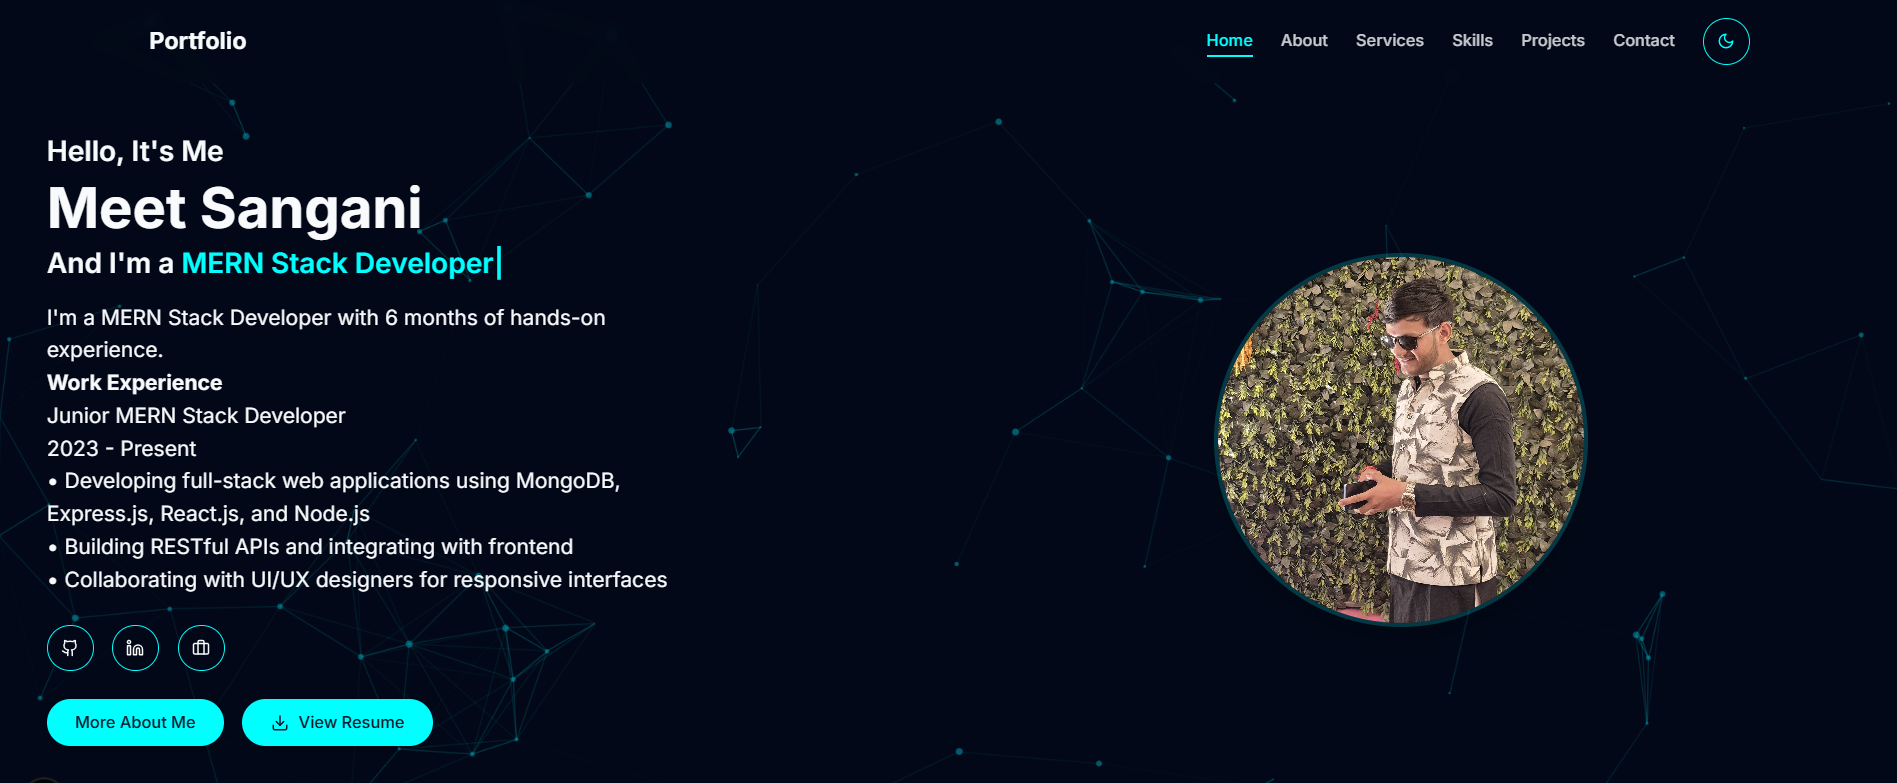 Portfolio
Home About Services Skills Projects Contact
Hello, It's Me
Meet Sangani
And I'm a MERN Stack Developer
I'm a MERN Stack Developer with 6 months of hands-on
experience.
Work Experience
Junior MERN Stack Developer
2023 - Present
• Developing full-stack web applications using MongoDB,
Express.js, React.js, and Node.js
• Building RESTful APIs and integrating with frontend
• Collaborating with UI/UX designers for responsive interfaces
in
More About Me View Resume